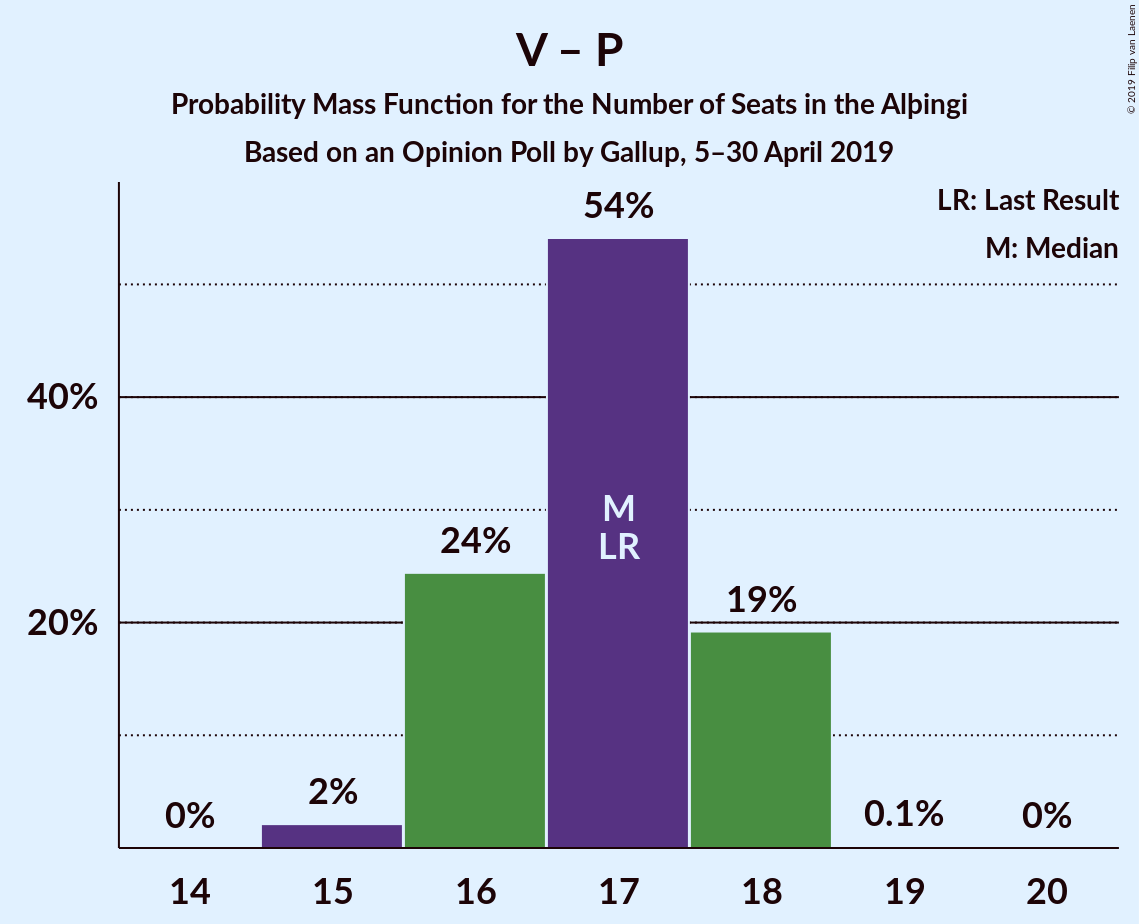 V – P
Probability Mass Function for the Number of Seats in the Alþingi
Based on an Opinion Poll by Gallup, 5–30 April 2019
© 2019 Filip van Laenen
LR: Last Result
M: Median
54%
40%
M
LR
24%
19%
20%
2%
0%
0.1%
0%
14
15
16
17
18
19
20